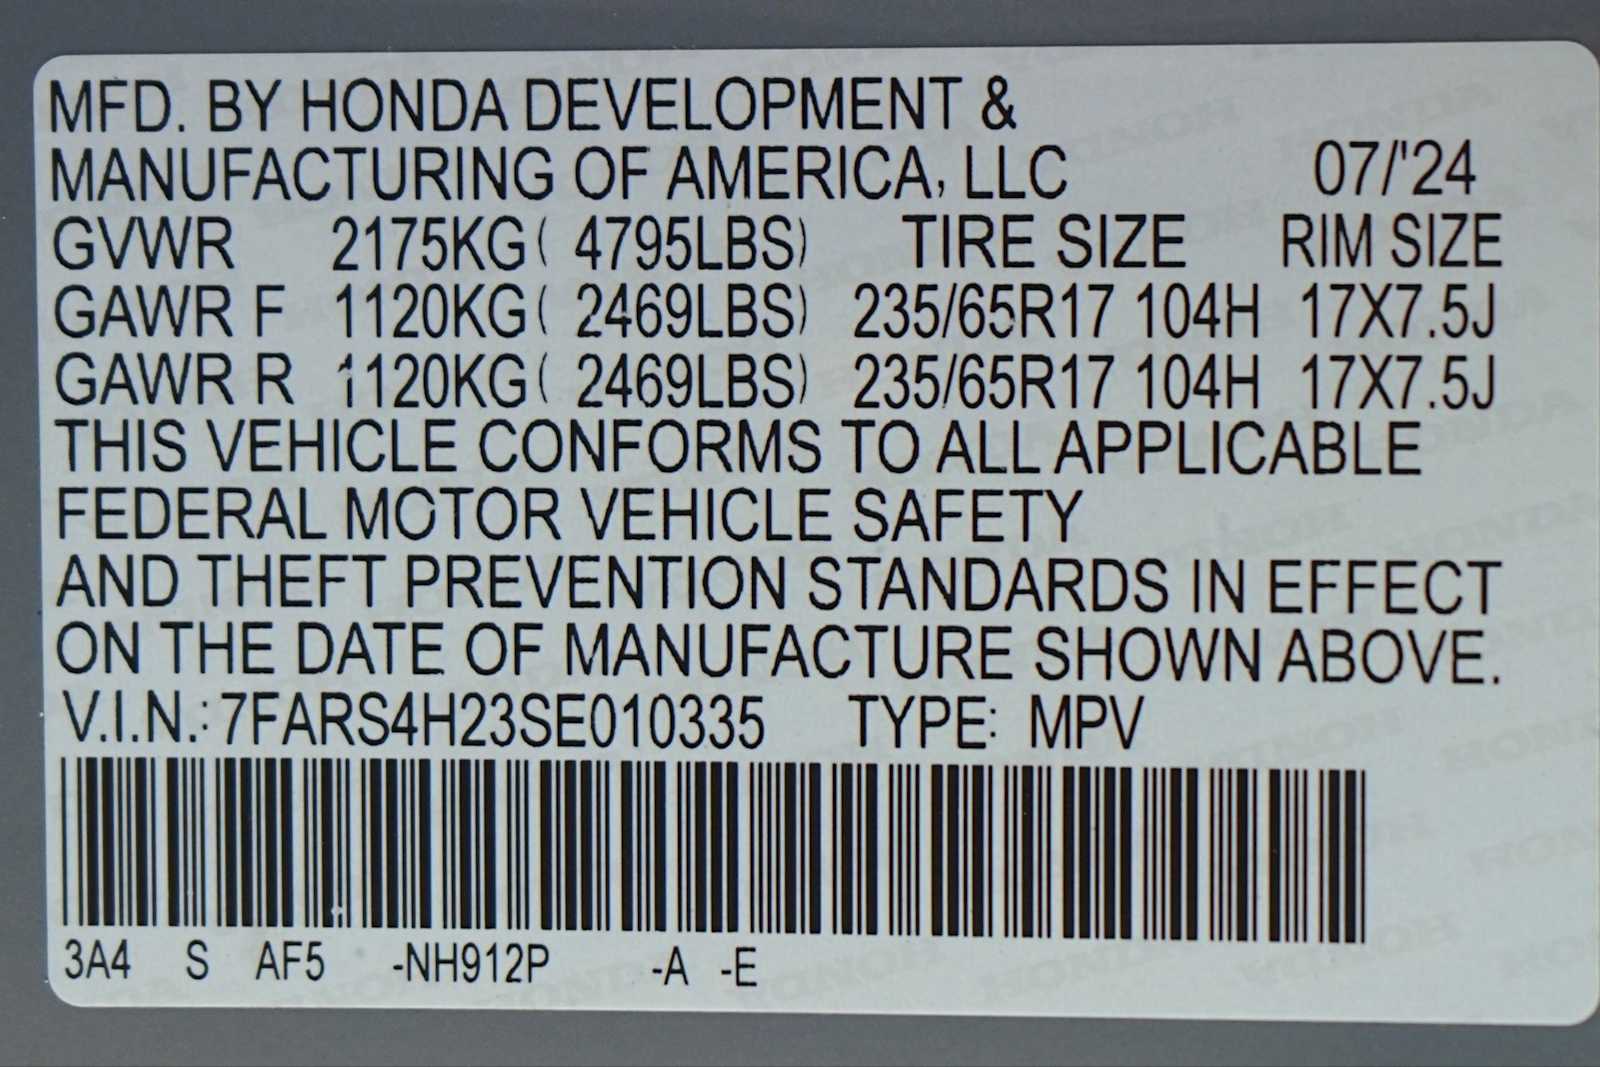 MFD. BY HONDA DEVELOPMENT &
MANUFACTURING OF AMERICA, LLC 07/'24
GVWR 2175KG( 4795LBS) TIRE SIZE RIM SIZE
GAWR F 1120KG( 2469LBS) 235/65R17 104H 17X7.5J
GAWR R 1120KG( 2469LBS) 235/65R17 104H 17X7.5J
THIS VEHICLE CONFORMS TO ALL APPLICABLE
FEDERAL MOTOR VEHICLE SAFETY
AND THEFT PREVENTION STANDARDS IN EFFECT
ON THE DATE OF MANUFACTURE SHOWN ABOVE.
V.I.N.: 7FARS4H23SE010335 TYPE: MPV
3A4 S AF5 -NH912P -A -E